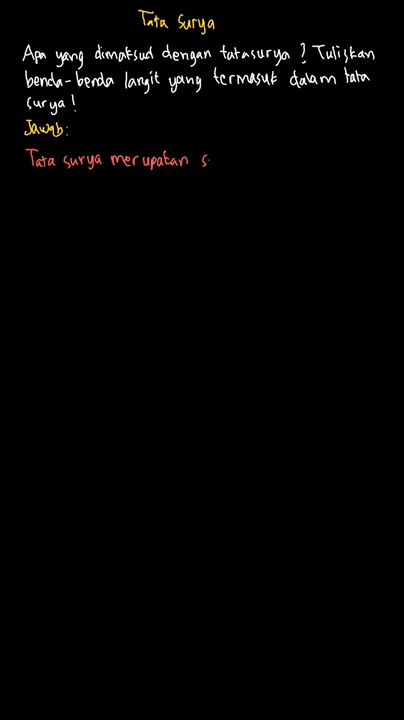 Tata Surya
Apa yang dimaksud dengan tatasurya ? Tuliskan
benda-benda langit yang termasuk dalam tata
surya !
Jawab:
Tata surya merupakan s